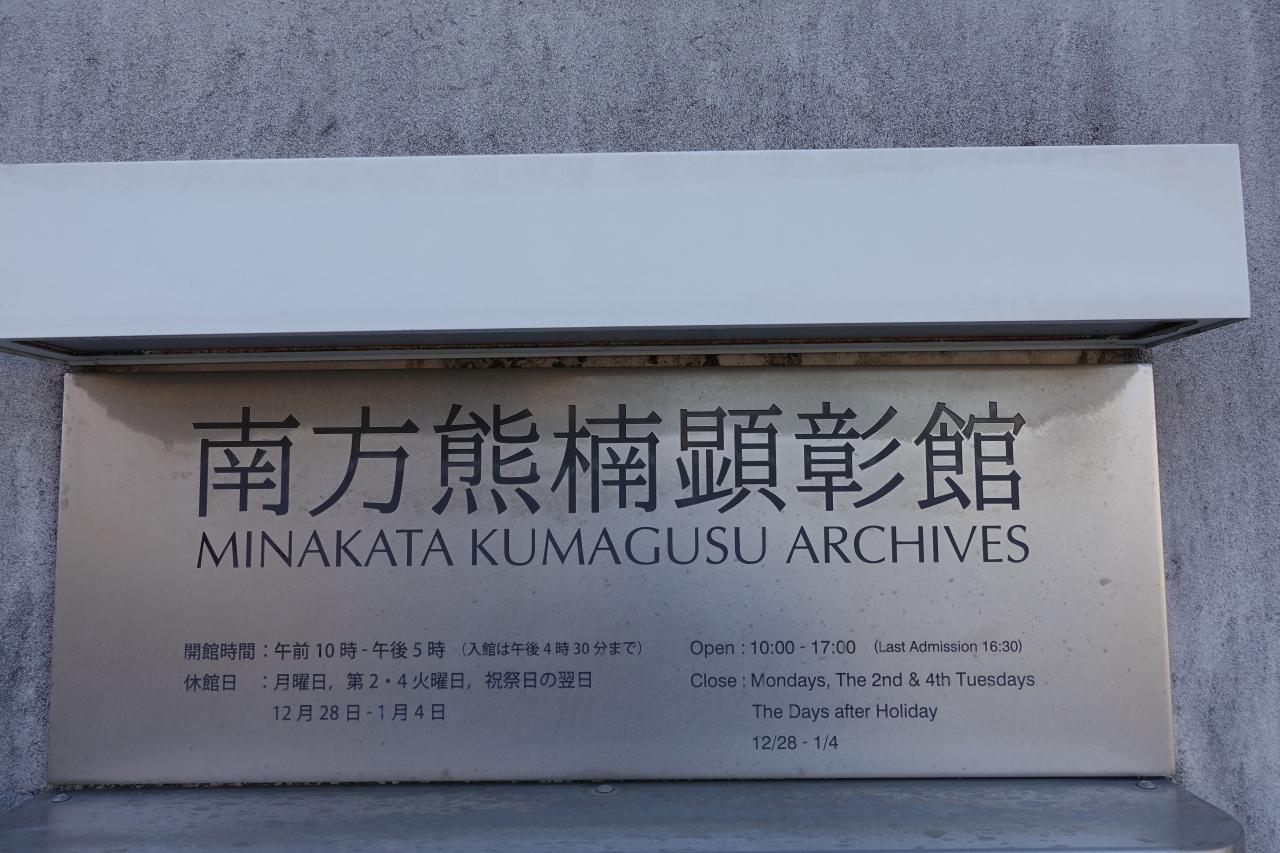 南方熊楠顕彰館
MINAKATA KUMAGUSU ARCHIVES
開館時間：午前10時-午後5時（入館は午後4時30分まで）
休館日　：月曜日，第2・4火曜日，祝祭日の翌日
12月28日-1月4日
Open : 10:00 - 17:00 (Last Admission 16:30)
Close : Mondays, The 2nd & 4th Tuesdays
The Days after Holiday
12/28 - 1/4